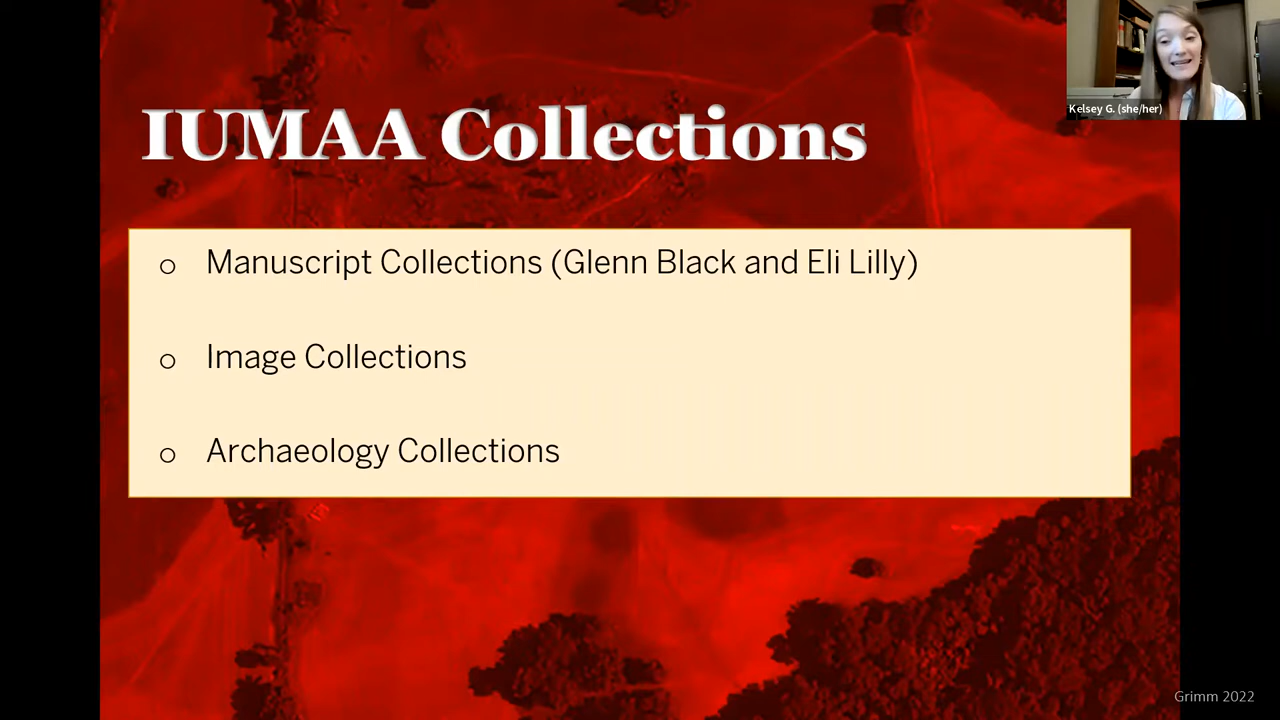 IUMAA Collections
Kelsey G. (she/her)
o Manuscript Collections (Glenn Black and Eli Lilly)
o Image Collections
o Archaeology Collections
Grimm 2022